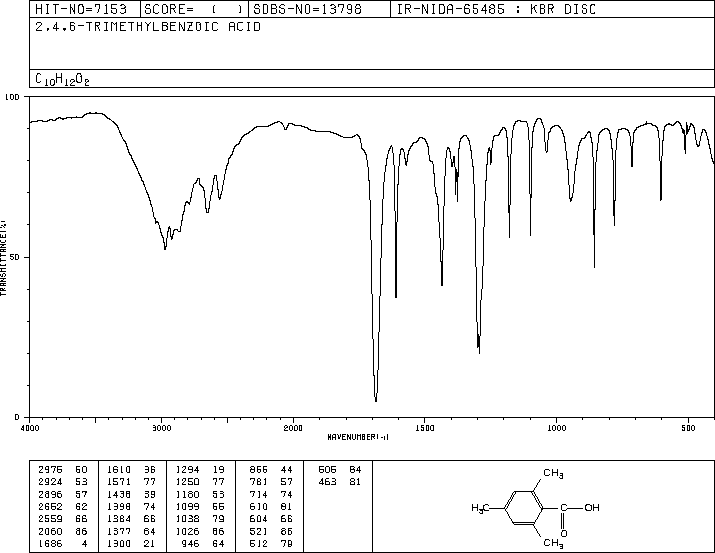 HIT-NO=7153 SCORE= ( ) SDBS-NO=13798 IR-NIDA-65485 : KBR DISC
2,4,6-TRIMETHYLBENZOIC ACID
C10H12O2
100
50
0
TRANSMITTANCE(%)
4000 3000 2000 1500 1000 500
WAVENUMBER(-1)
2975 60 1610 36 1294 19 866 44 606 84
2924 53 1571 77 1250 77 781 57 463 81
2896 57 1438 39 1180 53 714 74
2652 62 1398 74 1099 55 610 81
2559 66 1384 66 1038 79 604 66
2060 86 1377 64 1026 86 521 86
1686 4 1300 21 946 64 512 79
CH3
H3C
OH
O
CH3